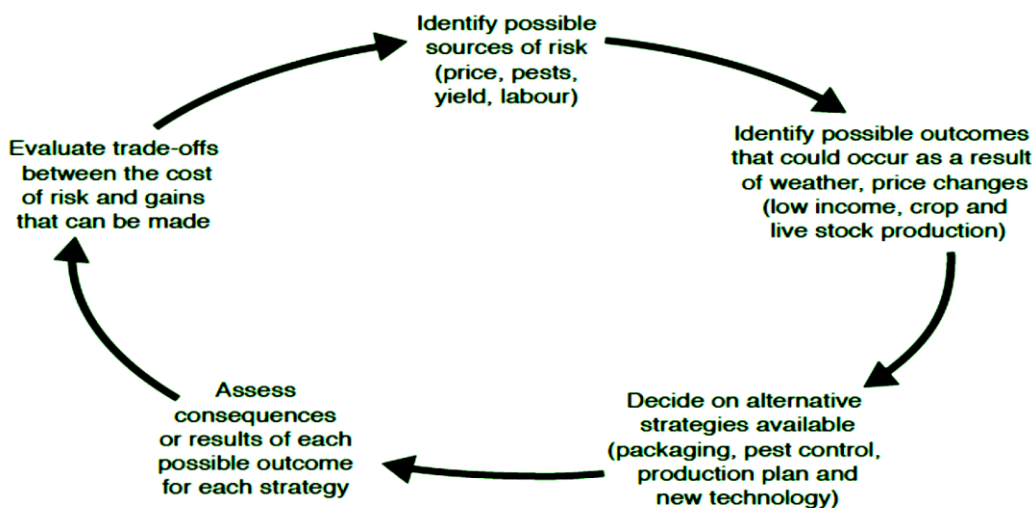 Identify possible
sources of risk
(price, pests,
yield, labour)
Identify possible outcomes
that could occur as a result
of weather, price changes
(low income, crop and
live stock production)
Decide on alternative
strategies available
(packaging, pest control,
production plan and
new technology)
Assess
consequences
or results of each
possible outcome
for each strategy
Evaluate trade-offs
between the cost
of risk and gains
that can be made